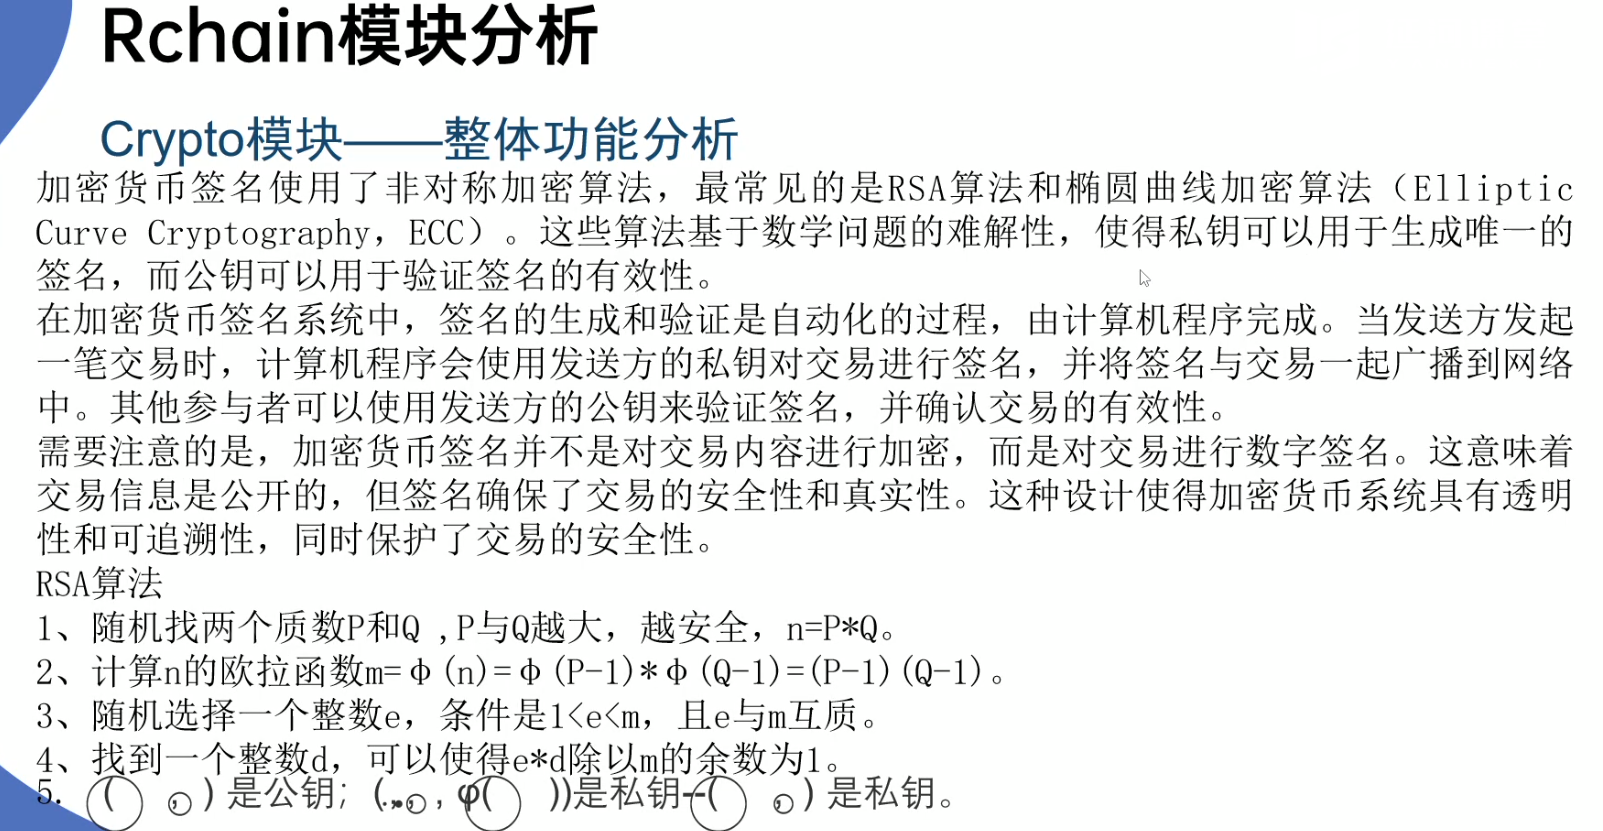 Rchain模块分析
Crypto模块——整体功能分析
加密货币签名使用了非对称加密算法，最常见的是RSA算法和椭圆曲线加密算法（Elliptic
Curve Cryptography，ECC）。这些算法基于数学问题的难解性，使得私钥可以用于生成唯一的
签名，而公钥可以用于验证签名的有效性。
在加密货币签名系统中，签名的生成和验证是自动化的过程，由计算机程序完成。当发送方发起
一笔交易时，计算机程序会使用发送方的私钥对交易进行签名，并将签名与交易一起广播到网络
中。其他参与者可以使用发送方的公钥来验证签名，并确认交易的有效性。
需要注意的是，加密货币签名并不是对交易内容进行加密，而是对交易进行数字签名。这意味着
交易信息是公开的，但签名确保了交易的安全性和真实性。这种设计使得加密货币系统具有透明
性和可追溯性，同时保护了交易的安全性。
RSA算法
1、随机找两个质数P和Q ,P与Q越大，越安全，n=P*Q。
2、计算n的欧拉函数m=φ(n)=φ(P-1)*φ(Q-1)=(P-1)(Q-1)。
3、随机选择一个整数e，条件是1<e<m，且e与m互质。
4、找到一个整数d，可以使得e*d除以m的余数为1。
5. ( , ) 是公钥；( , φ( ))是私钥--( , ) 是私钥。